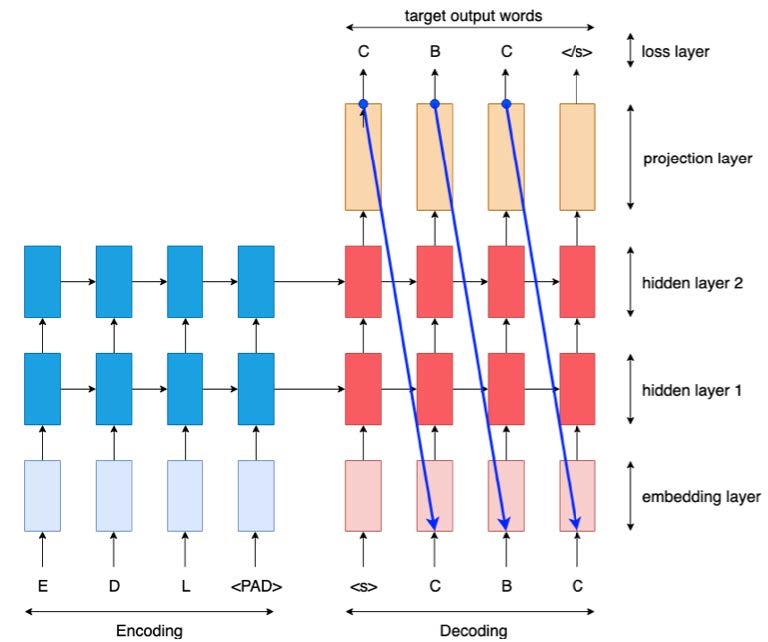 target output words
C B C </s> loss layer
projection layer
hidden layer 2
hidden layer 1
embedding layer
E D L <PAD> <s> C B C
Encoding Decoding